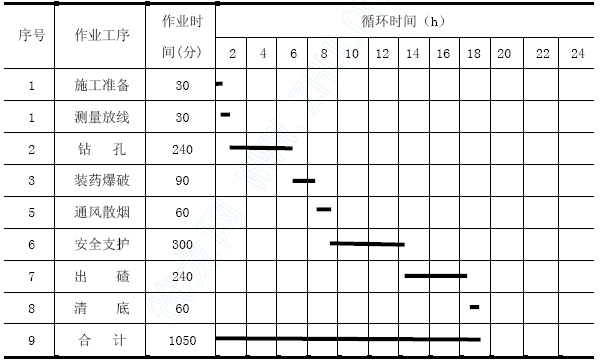 序号 作业工序 作业时间(分) 循环时间（h）
2 4 6 8 10 12 14 16 18 20 22 24
1 施工准备 30
1 测量放线 30
2 钻 孔 240
3 装药爆破 90
5 通风散烟 60
6 安全支护 300
7 出 碴 240
8 清 底 60
9 合 计 1050